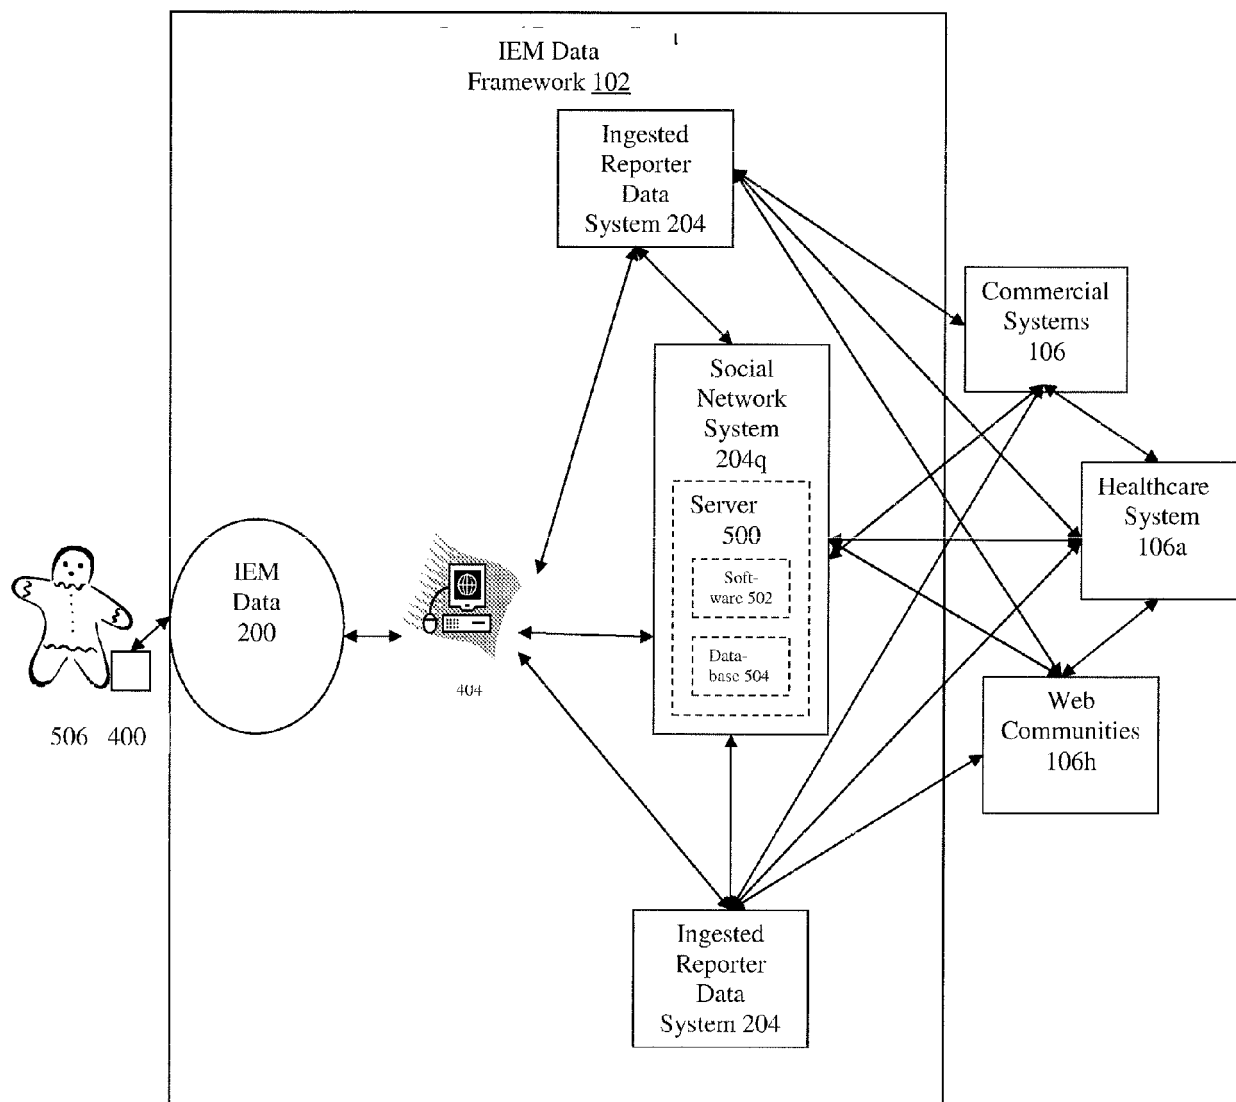 IEM Data
Framework 102
Ingested
Reporter
Data
System 204
Commercial
Systems
106
Social
Network
System
204q
Server
500
Soft-
ware 502
Data-
base 504
Healthcare
System
106a
IEM
Data
200
404
506 400
Web
Communities
106h
Ingested
Reporter
Data
System 204